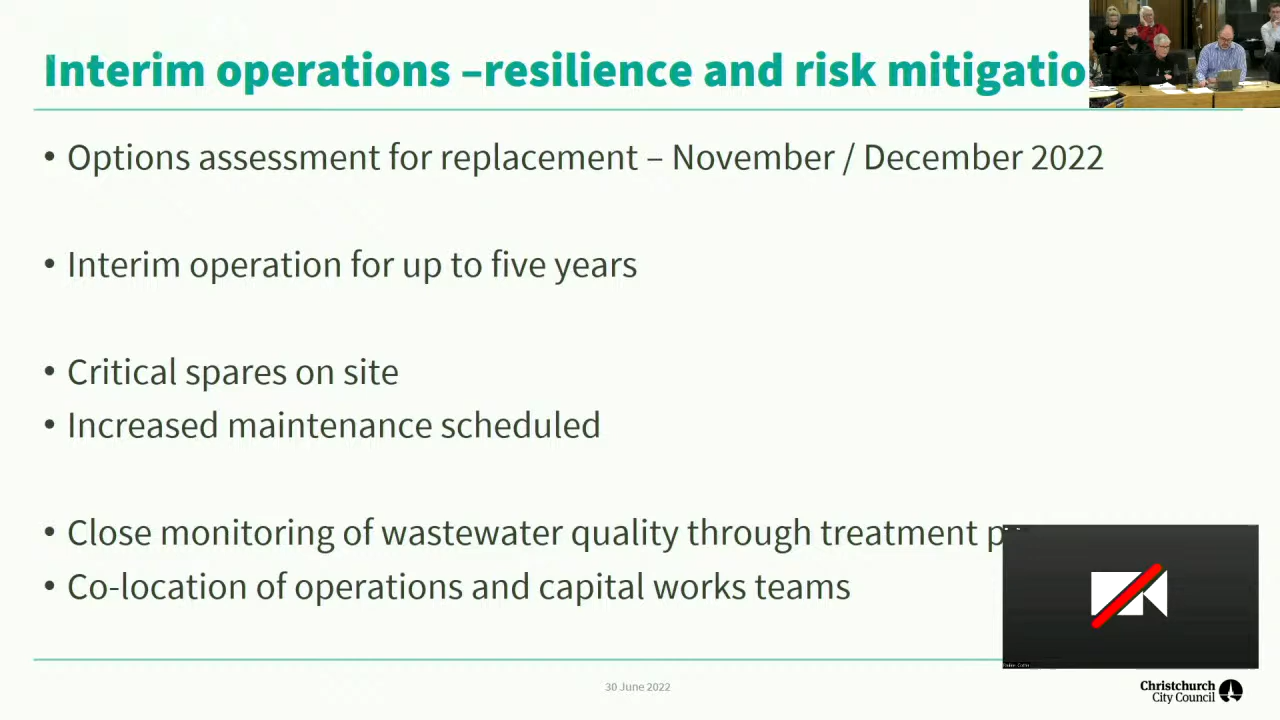 Interim operations –resilience and risk mitigatio
• Options assessment for replacement – November / December 2022
• Interim operation for up to five years
• Critical spares on site
• Increased maintenance scheduled
• Close monitoring of wastewater quality through treatment
• Co-location of operations and capital works teams
30 June 2022
Christchurch
City Council